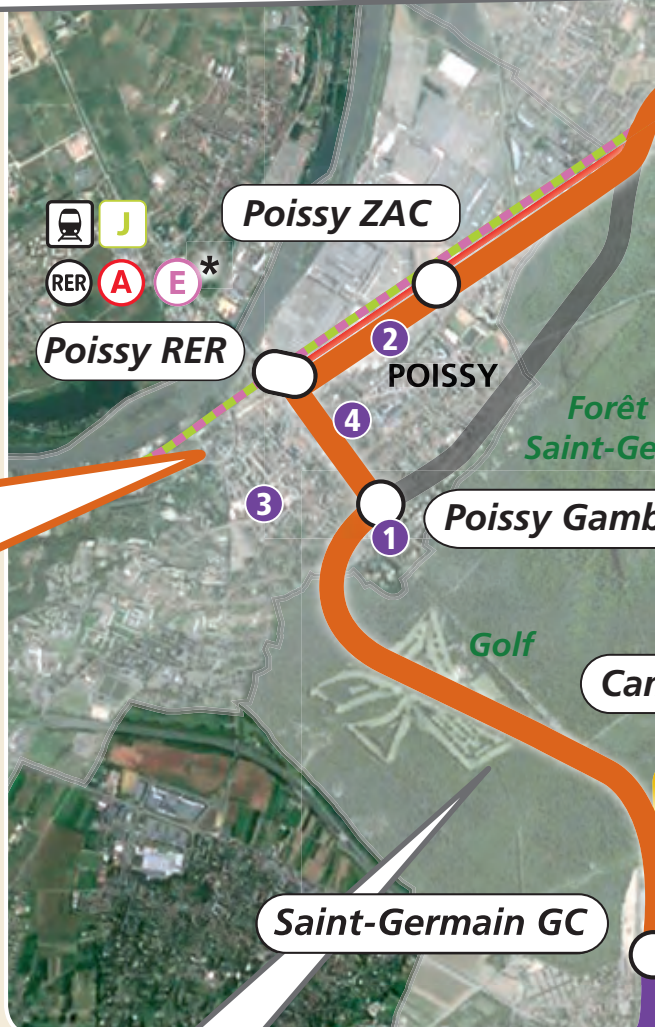 Poissy ZAC
J
RER A E *
Poissy RER
2
POISSY
4
Forêt
Saint-Ge
3
Poissy Gamb
1
Golf
Car
Saint-Germain GC